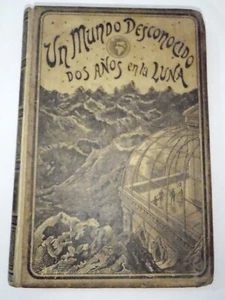 Un Mundo Desconocido
DOS AÑOS en la LUNA